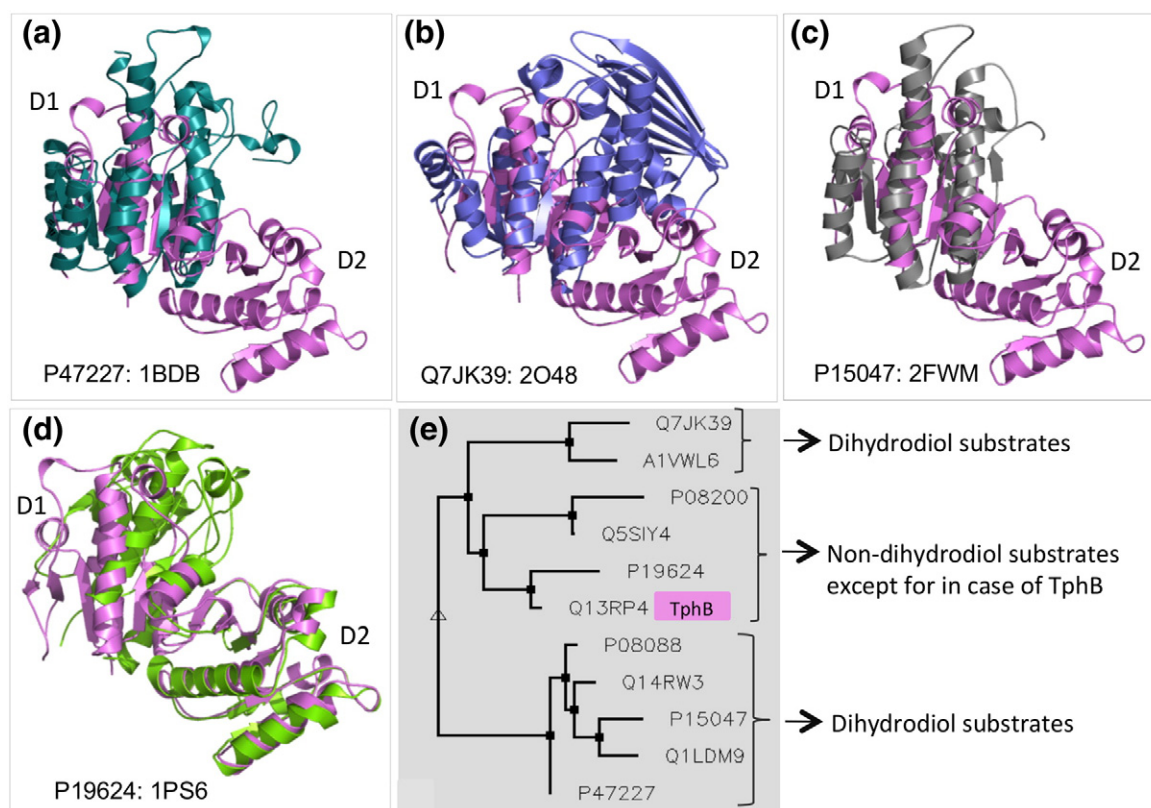 (a)
D1
D2
P47227: 1BDB
(b)
D1
D2
Q7JK39: 2O48
(c)
D1
D2
P15047: 2FWM
(d)
D1
D2
P19624: 1PS6
(e)
Q7JK39
A1VWL6
P08200
Q5SIY4
P19624
Q13RP4 TphB
P08088
Q14RW3
P15047
Q1LDM9
P47227
Dihydrodiol substrates
Non-dihydrodiol substrates
except for in case of TphB
Dihydrodiol substrates